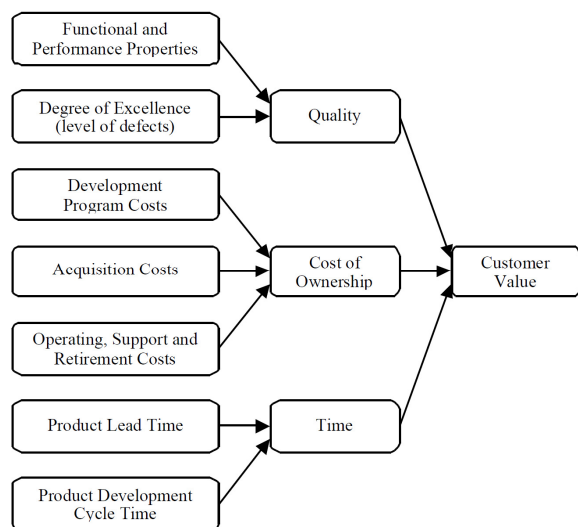 Functional and
Performance Properties
Degree of Excellence
(level of defects)
Quality
Development
Program Costs
Acquisition Costs
Cost of
Ownership
Customer
Value
Operating, Support and
Retirement Costs
Product Lead Time
Time
Product Development
Cycle Time